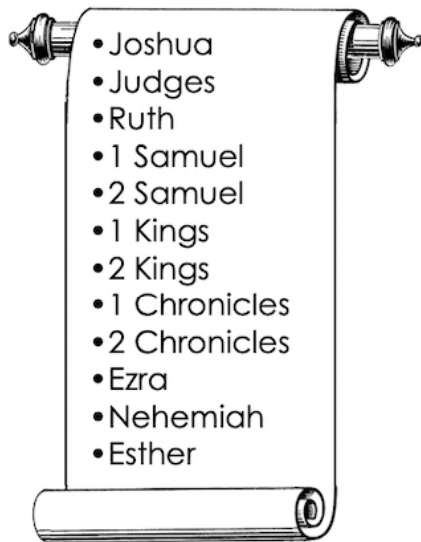 •Joshua
•Judges
•Ruth
•1 Samuel
•2 Samuel
•1 Kings
•2 Kings
•1 Chronicles
•2 Chronicles
•Ezra
•Nehemiah
•Esther